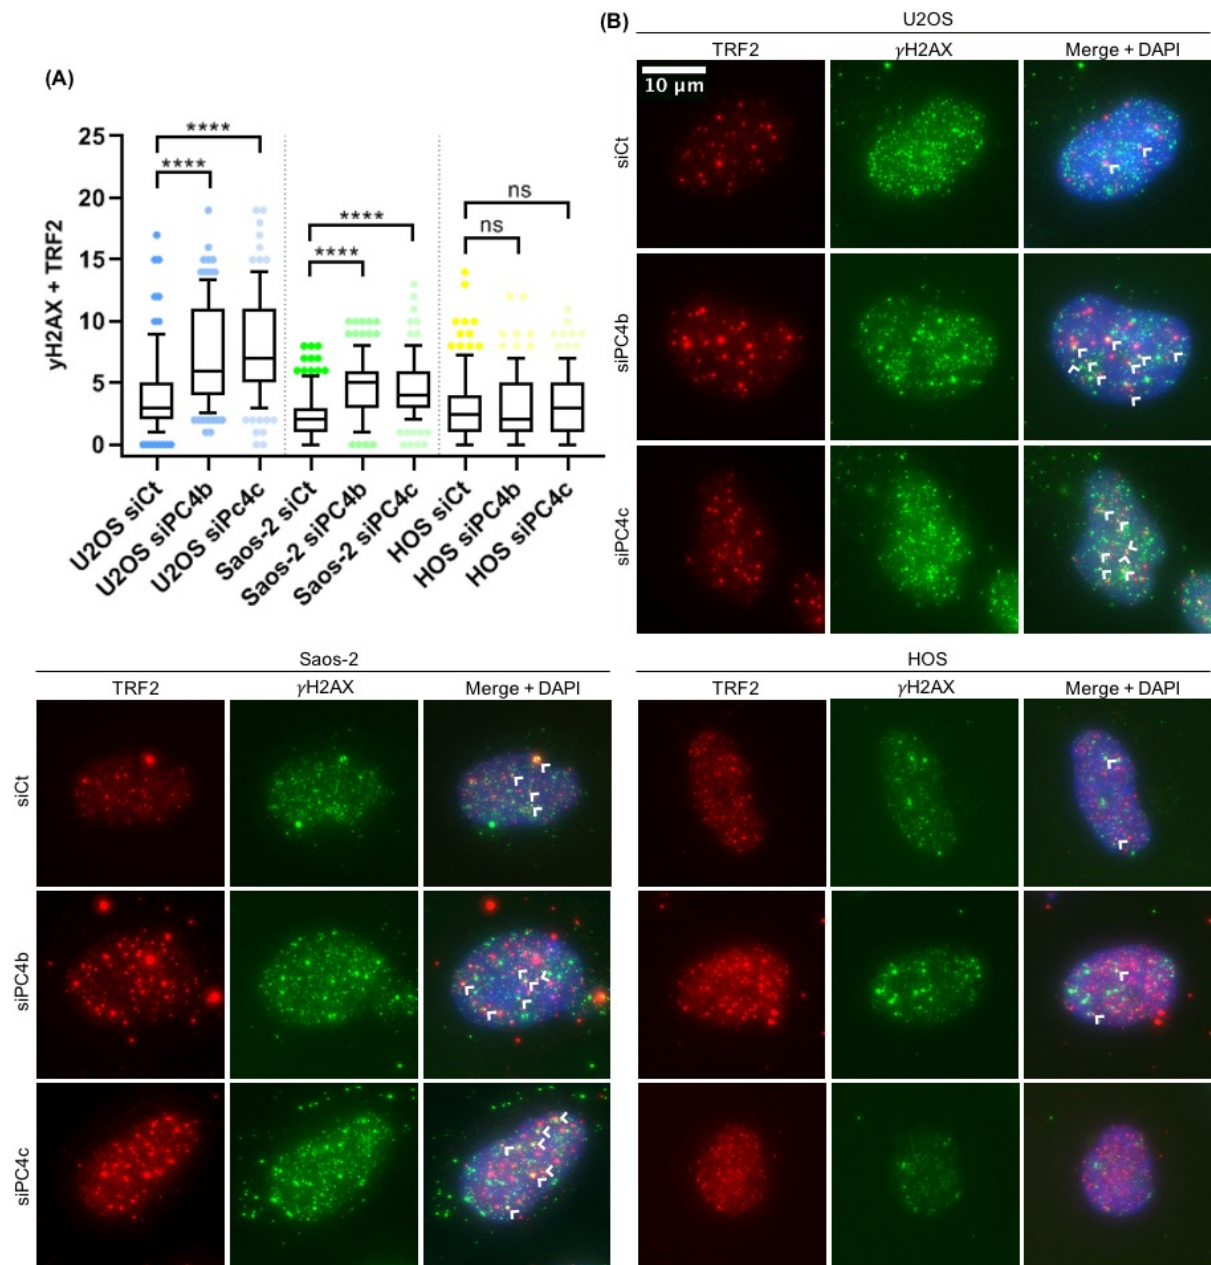 (A)
γH2AX + TRF2
25
20
15
10
5
0
****
****
****
****
ns
ns
U2OS siCt
U2OS siPC4b
U2OS siPc4c
Saos-2 siCt
Saos-2 siPC4b
Saos-2 siPC4c
HOS siCt
HOS siPC4b
HOS siPC4c
(B)
U2OS
TRF2 γH2AX Merge + DAPI
10 µm
siCt
siPC4b
siPC4c
Saos-2
TRF2 γH2AX Merge + DAPI
siCt
siPC4b
siPC4c
HOS
TRF2 γH2AX Merge + DAPI